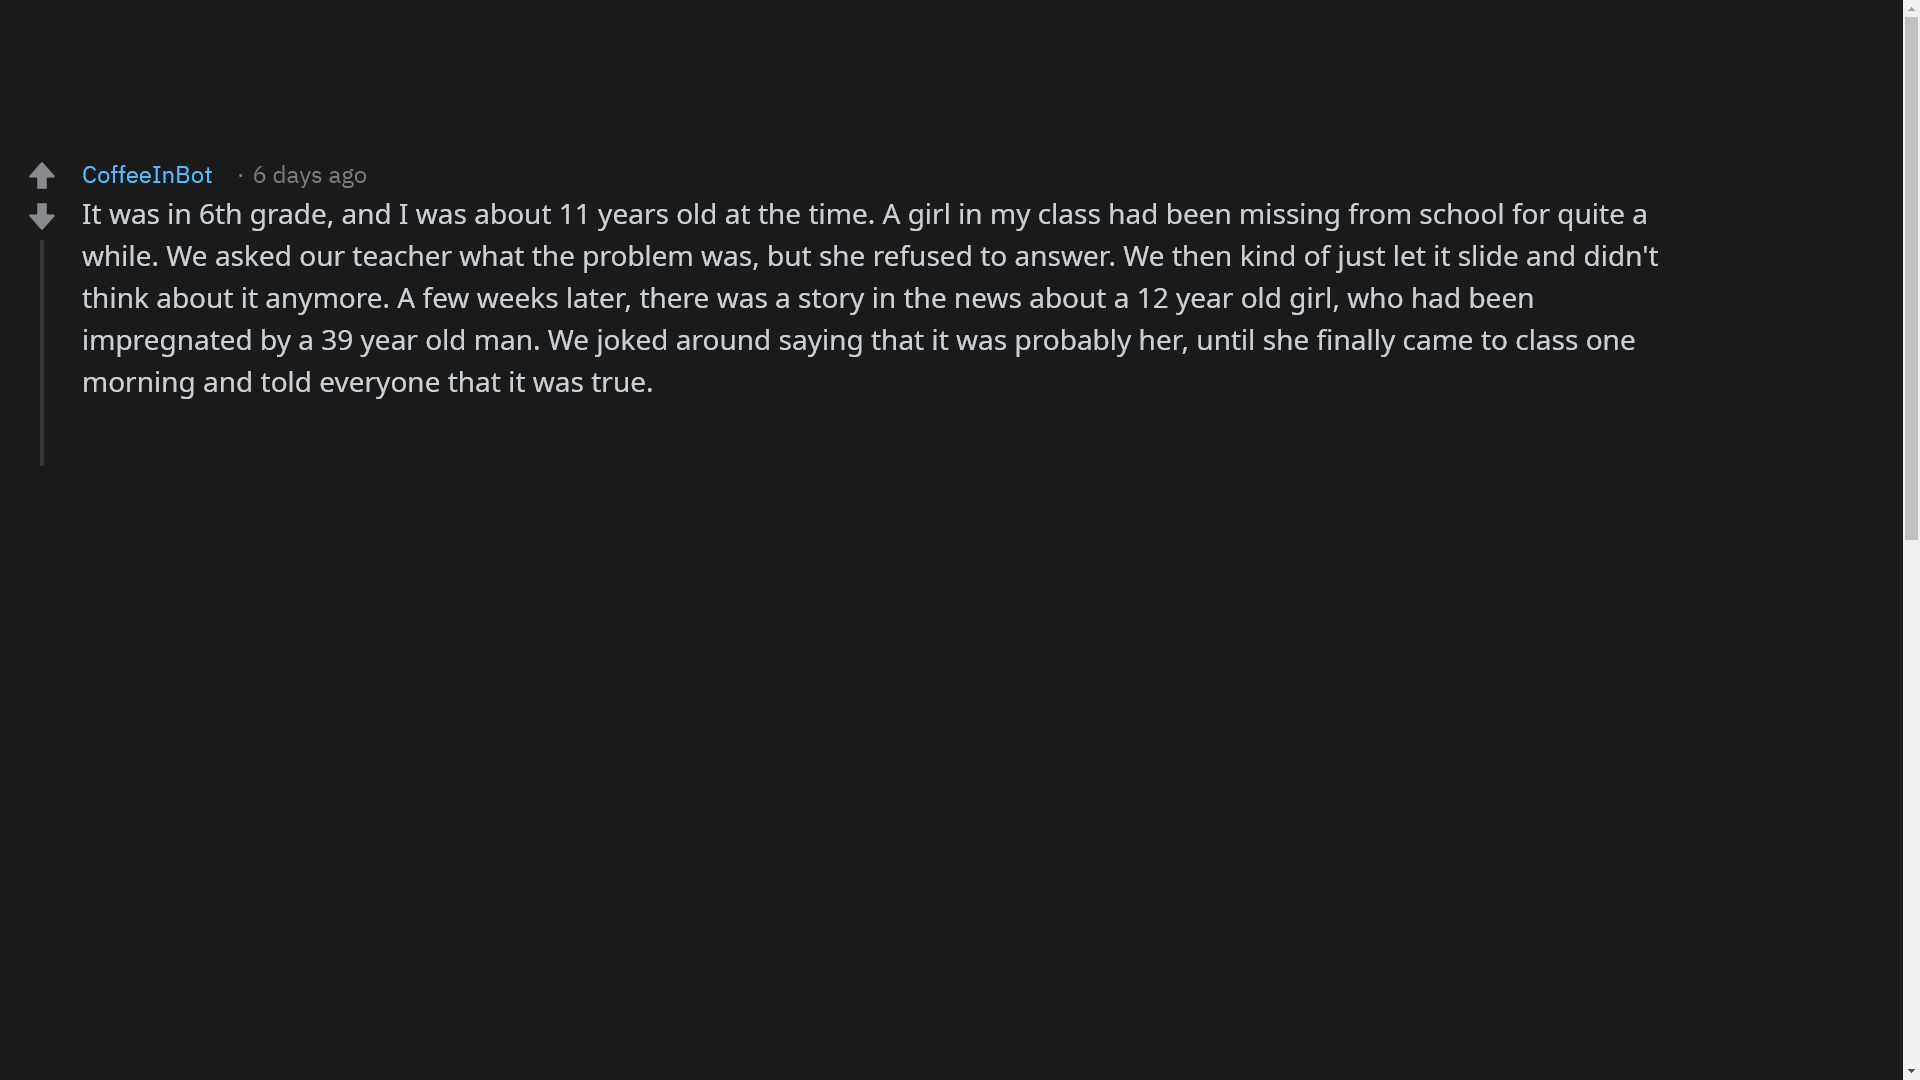 CoffeeInBot · 6 days ago
It was in 6th grade, and I was about 11 years old at the time. A girl in my class had been missing from school for quite a
while. We asked our teacher what the problem was, but she refused to answer. We then kind of just let it slide and didn't
think about it anymore. A few weeks later, there was a story in the news about a 12 year old girl, who had been
impregnated by a 39 year old man. We joked around saying that it was probably her, until she finally came to class one
morning and told everyone that it was true.